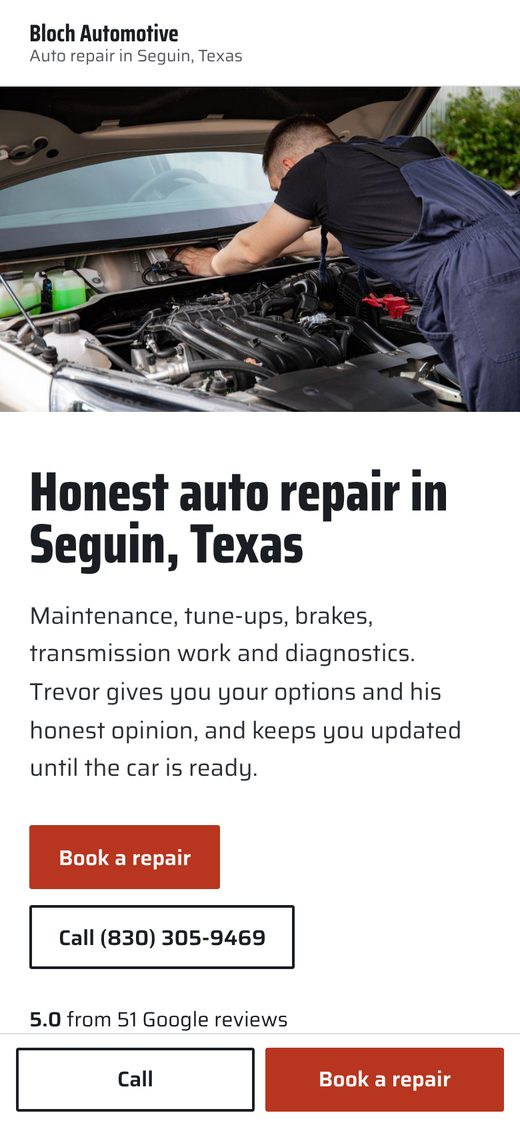 Bloch Automotive
Auto repair in Seguin, Texas
Honest auto repair in
Seguin, Texas
Maintenance, tune-ups, brakes,
transmission work and diagnostics.
Trevor gives you your options and his
honest opinion, and keeps you updated
until the car is ready.
Book a repair
Call (830) 305-9469
5.0 from 51 Google reviews
Call
Book a repair